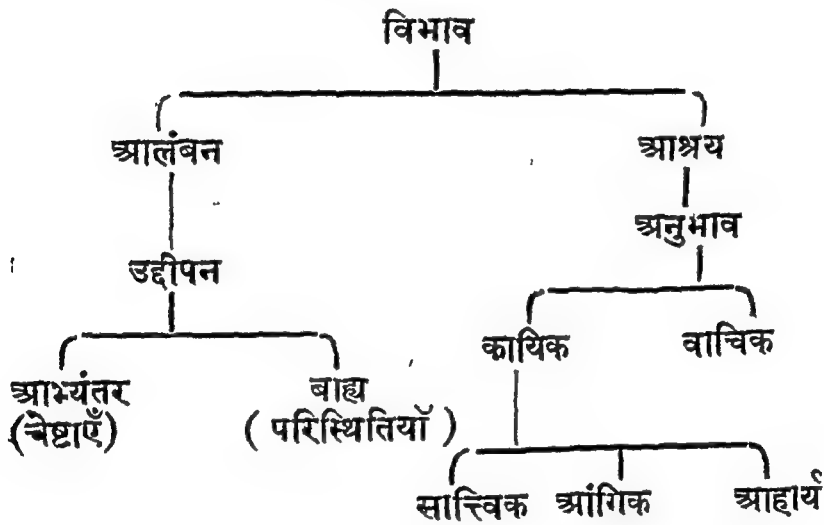 विभाव
आलंबन आश्रय
अनुभाव
उद्दीपन
कायिक वाचिक
आभ्यंतर बाह्य
(चेष्टाएँ) ( परिस्थितियाँ )
सात्त्विक आंगिक आहार्य